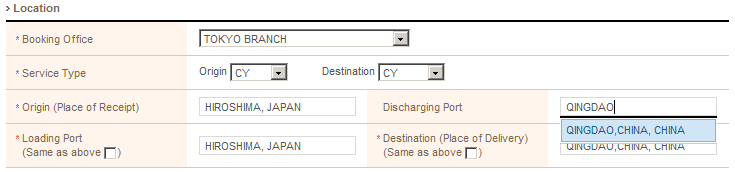 › Location
* Booking Office TOKYO BRANCH
* Service Type Origin CY Destination CY
* Origin (Place of Receipt) HIROSHIMA, JAPAN Discharging Port QINGDAO
QINGDAO,CHINA, CHINA
* Loading Port HIROSHIMA, JAPAN * Destination (Place of Delivery) QINGDAO,CHINA, CHINA
(Same as above ) (Same as above )